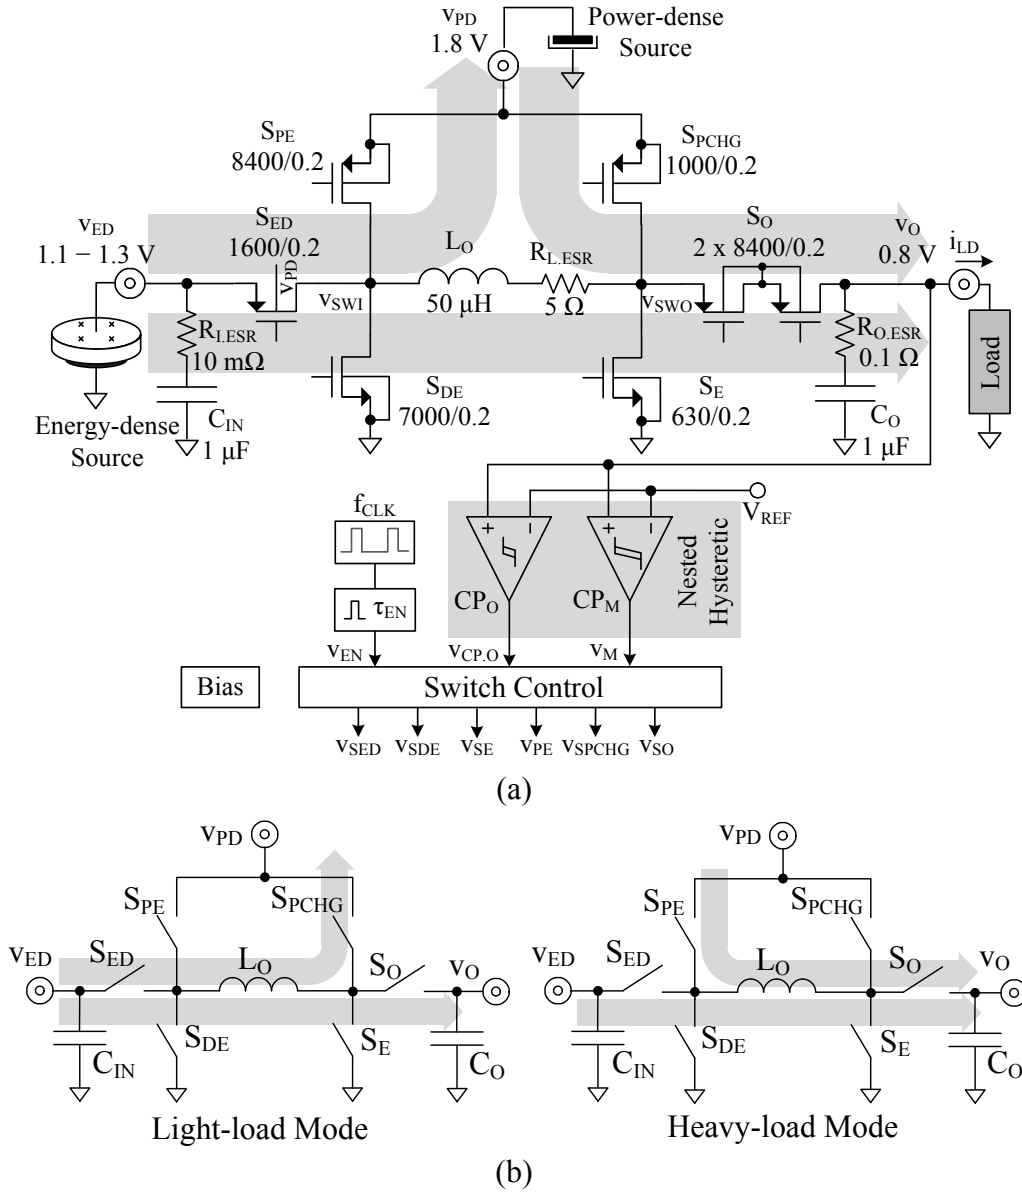 vPD
1.8 V
Power-dense
Source
SPE
8400/0.2
SPCHG
1000/0.2
vED
1.1 − 1.3 V
SED
1600/0.2
vPD
LO
50 μH
RL.ESR
5 Ω
SO
2 x 8400/0.2
vO
0.8 V
iLD
vSWI
vSWO
RI.ESR
10 mΩ
CIN
1 μF
Energy-dense
Source
SDE
7000/0.2
SE
630/0.2
RO.ESR
0.1 Ω
CO
1 μF
Load
fCLK
τEN
+ −
+ −
VREF
CPO
CPM
Nested
Hysteretic
vEN
vCP.O
vM
Bias
Switch Control
vSED vSDE vSE vPE vSPCHG vSO
(a)
vPD
SPE
SPCHG
vED
SED
LO
SO
vO
CIN
SDE
SE
CO
Light-load Mode
vPD
SPE
SPCHG
vED
SED
LO
SO
vO
CIN
SDE
SE
CO
Heavy-load Mode
(b)